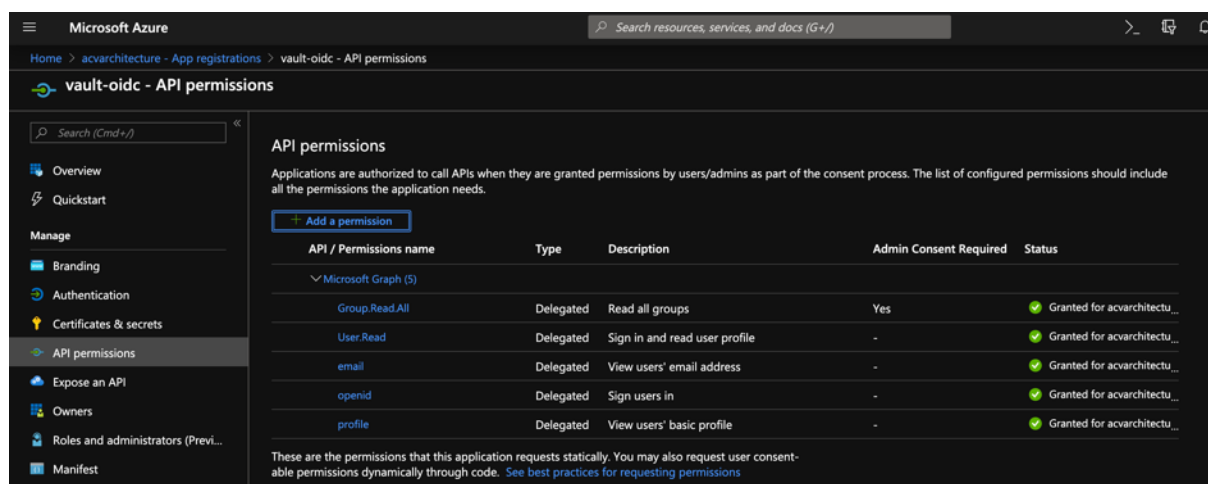 Microsoft Azure
Search resources, services, and docs (G+/)
Home > acvarchitecture - App registrations > vault-oidc - API permissions
vault-oidc - API permissions
Search (Cmd+/)
«
Overview
Quickstart
Manage
Branding
Authentication
Certificates & secrets
API permissions
Expose an API
Owners
Roles and administrators (Previ...
Manifest
API permissions
Applications are authorized to call APIs when they are granted permissions by users/admins as part of the consent process. The list of configured permissions should include
all the permissions the application needs.
+ Add a permission
API / Permissions name Type Description Admin Consent Required Status
Microsoft Graph (5)
Group.Read.All Delegated Read all groups Yes Granted for acvarchitectu...
User.Read Delegated Sign in and read user profile - Granted for acvarchitectu...
email Delegated View users' email address - Granted for acvarchitectu...
openid Delegated Sign users in - Granted for acvarchitectu...
profile Delegated View users' basic profile - Granted for acvarchitectu...
These are the permissions that this application requests statically. You may also request user consent-
able permissions dynamically through code. See best practices for requesting permissions